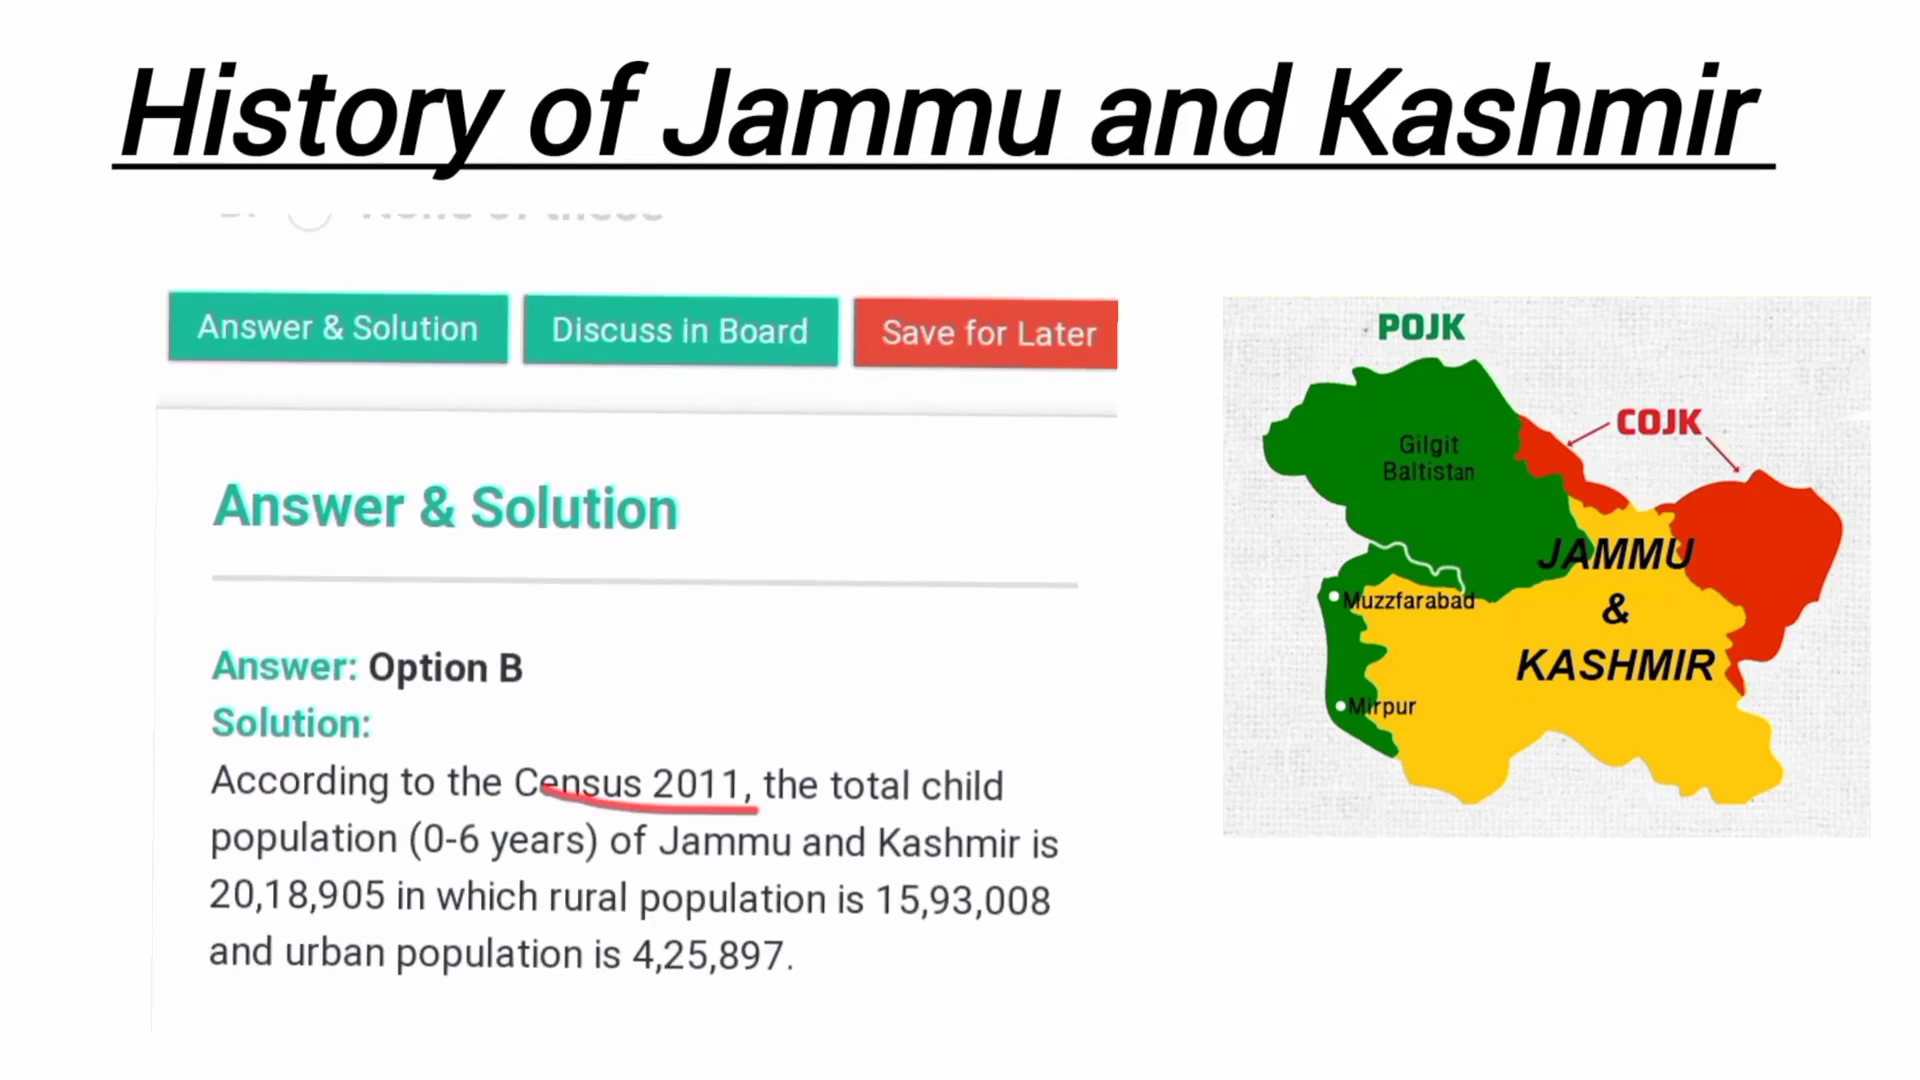 History of Jammu and Kashmir
None of these
Answer & Solution
Discuss in Board
Save for Later
Answer & Solution
Answer: Option B
Solution:
According to the Census 2011, the total child
population (0-6 years) of Jammu and Kashmir is
20,18,905 in which rural population is 15,93,008
and urban population is 4,25,897.
POJK
COJK
Gilgit
Baltistan
JAMMU
&
KASHMIR
Muzzfarabad
Mirpur